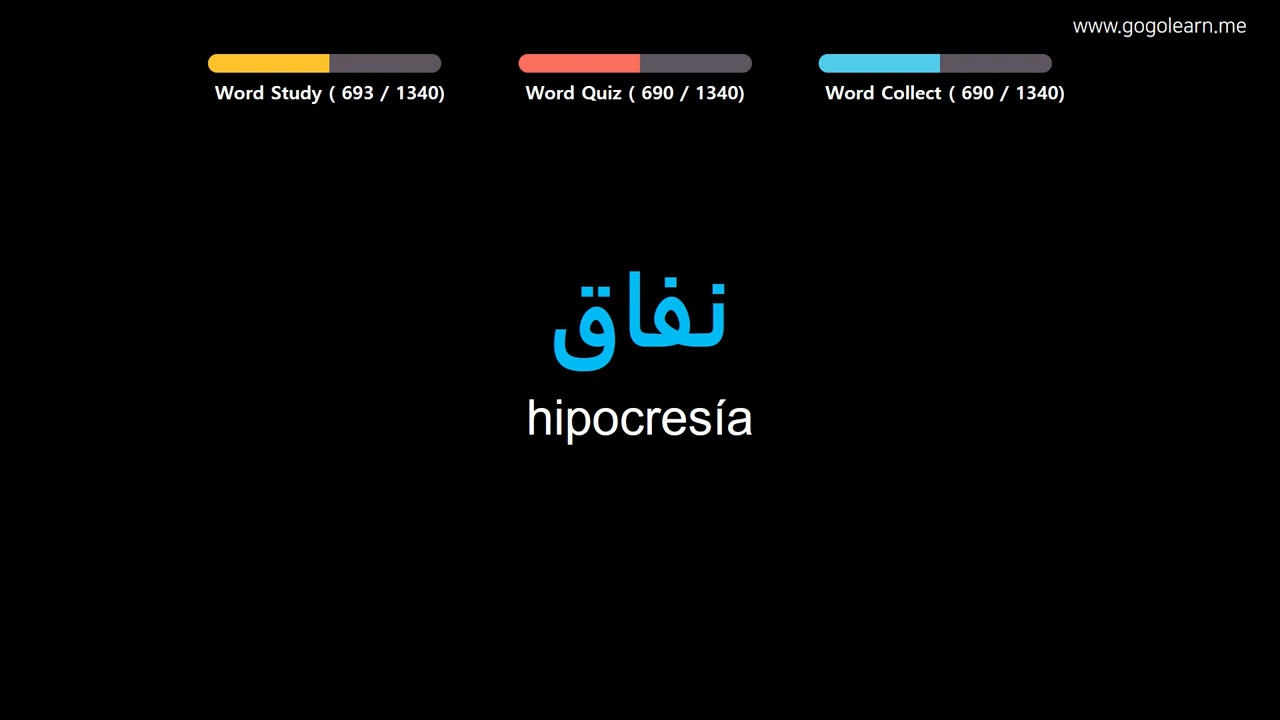 www.gogolearn.me
Word Study ( 693 / 1340)
Word Quiz ( 690 / 1340)
Word Collect ( 690 / 1340)
نفاق
hipocresía